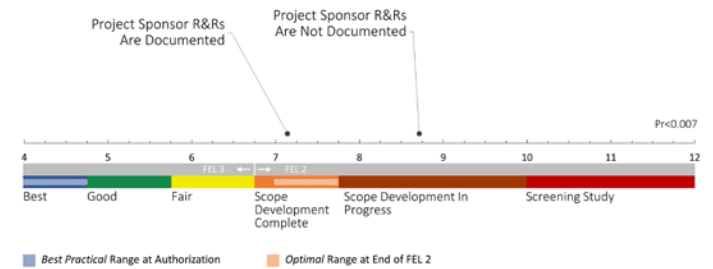 Project Sponsor R&Rs
Are Documented
Project Sponsor R&Rs
Are Not Documented
Pr<0.007
4 5 6 7 8 9 10 11 12
FEL 3 FEL 2
Best
Good
Fair
Scope
Development
Complete
Scope Development In
Progress
Screening Study
Best Practical Range at Authorization
Optimal Range at End of FEL 2